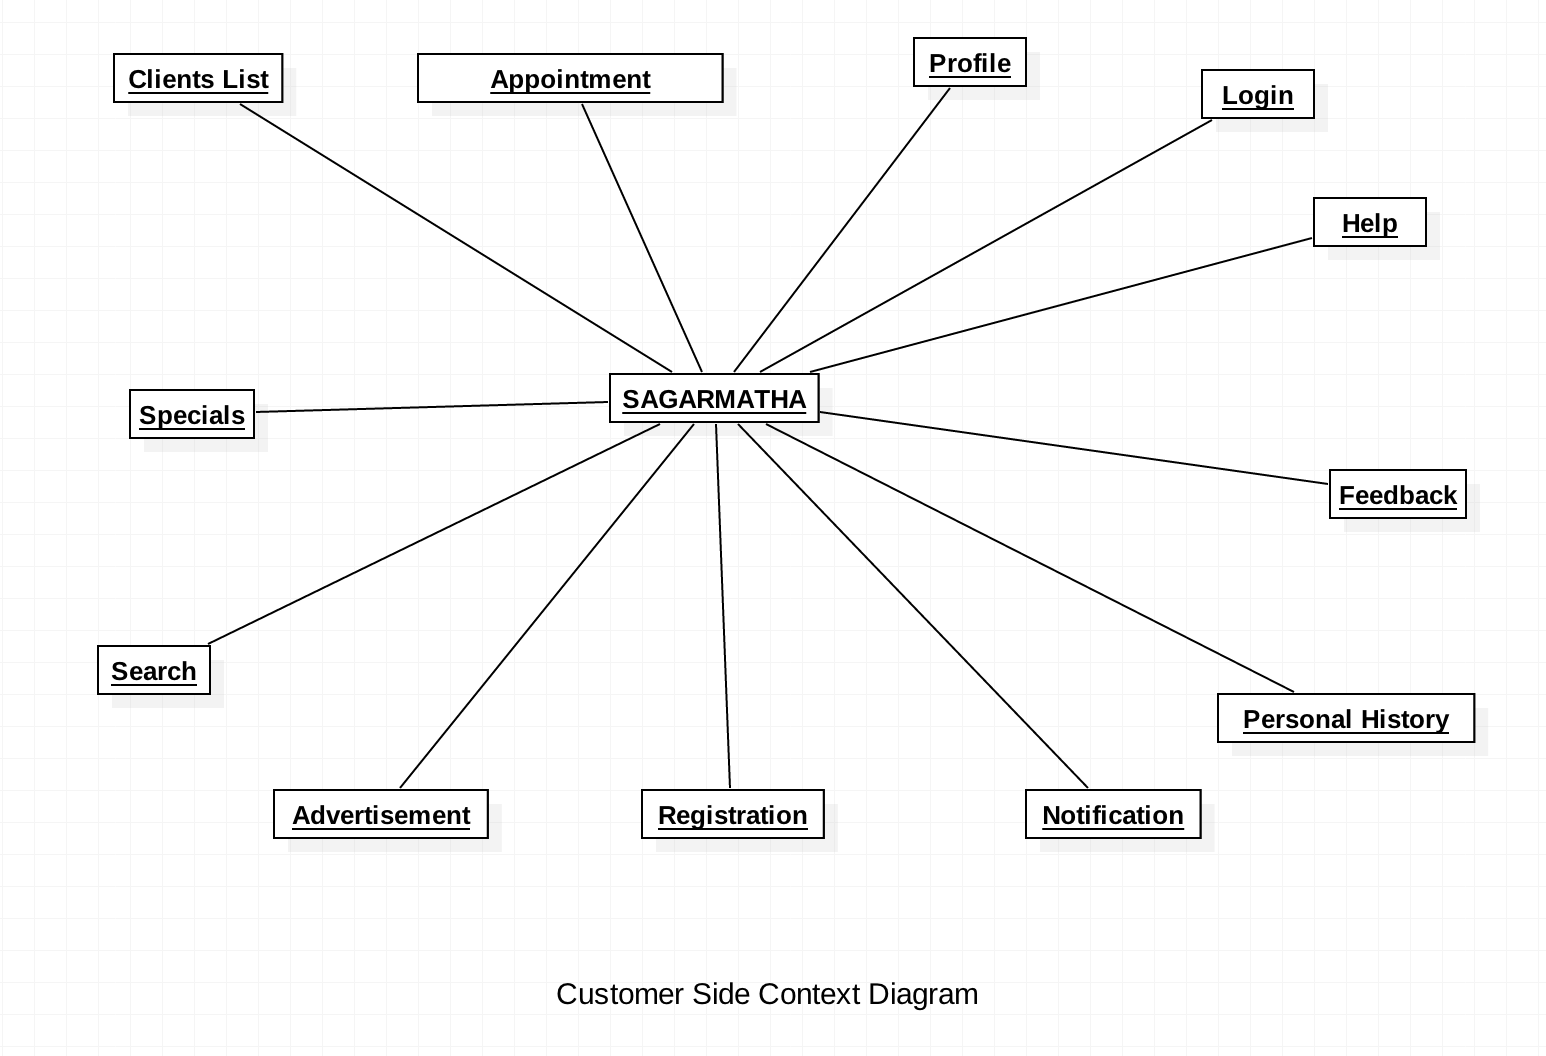 Clients List
Appointment
Profile
Login
Help
SAGARMATHA
Specials
Feedback
Search
Personal History
Advertisement
Registration
Notification
Customer Side Context Diagram